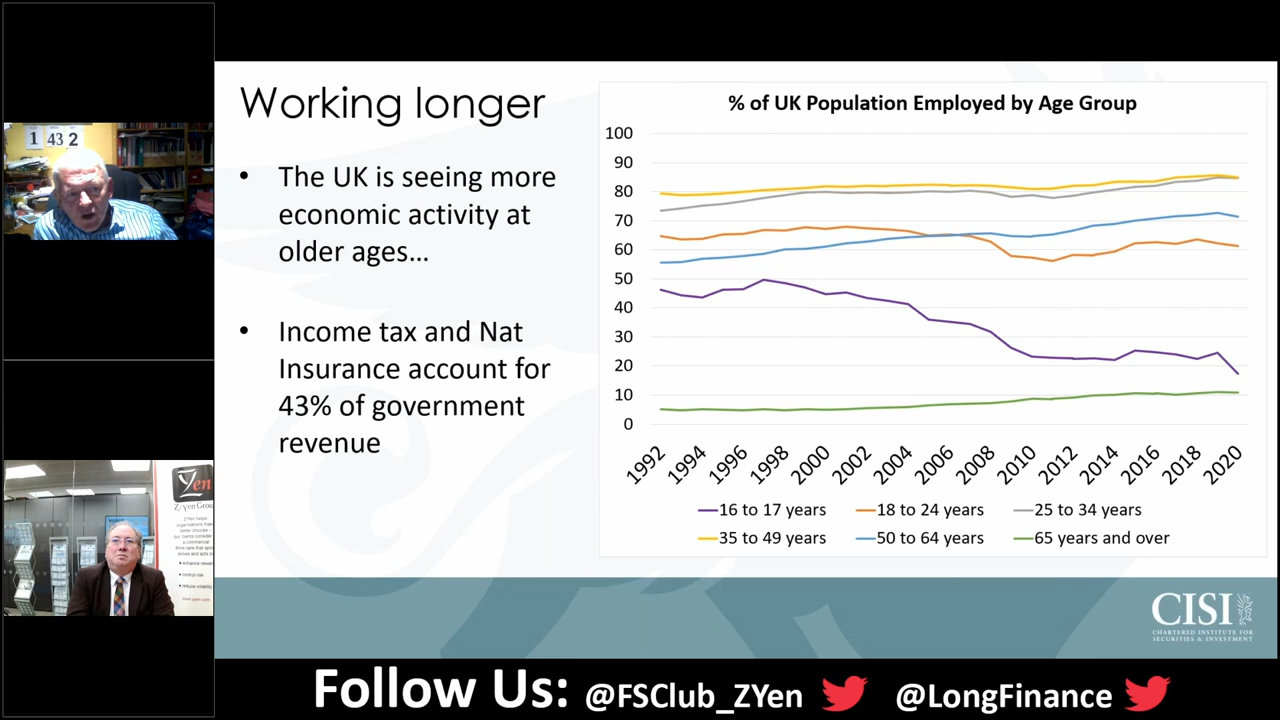 1 43 2
Working longer
• The UK is seeing more
economic activity at
older ages...
• Income tax and Nat
Insurance account for
43% of government
revenue
% of UK Population Employed by Age Group
100
90
80
70
60
50
40
30
20
10
0
1992 1994 1996 1998 2000 2002 2004 2006 2008 2010 2012 2014 2016 2018 2020
16 to 17 years 18 to 24 years 25 to 34 years
35 to 49 years 50 to 64 years 65 years and over
Z/Yen
Z/Yen Grou
CISI
CHARTERED INSTITUTE FOR
SECURITIES & INVESTMENT
Follow Us: @FSClub_ZYen @LongFinance